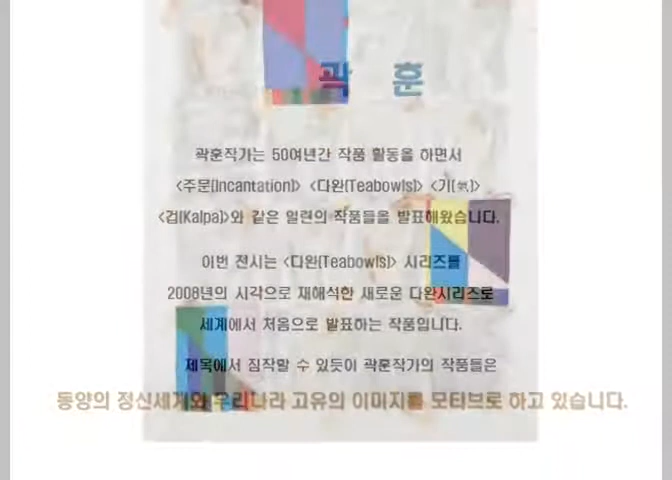 곽 훈
곽훈작가는 50여년간 작품 활동을 하면서
<주문(Incantation)> <다완(Teabowls)> <기(氣)>
<겁(Kalpa)>와 같은 일련의 작품들을 발표해왔습니다.
이번 전시는 <다완(Teabowls)> 시리즈를
2008년의 시각으로 재해석한 새로운 다완시리즈로
세계에서 처음으로 발표하는 작품입니다.
제목에서 짐작할 수 있듯이 곽훈작가의 작품들은
동양의 정신세계와 우리나라 고유의 이미지를 모티브로 하고 있습니다.